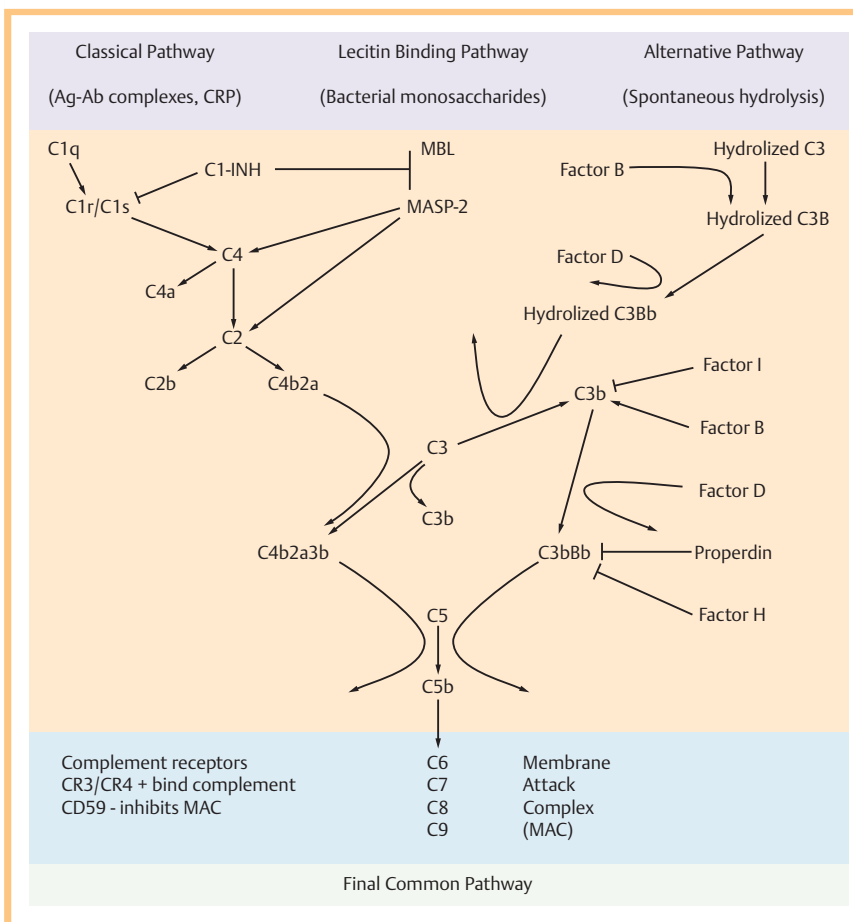 Classical Pathway
(Ag-Ab complexes, CRP)
Lecitin Binding Pathway
(Bacterial monosaccharides)
Alternative Pathway
(Spontaneous hydrolysis)
C1q
C1-INH
MBL
Hydrolized C3
Factor B
C1r/C1s
MASP-2
Hydrolized C3B
C4
Factor D
C4a
Hydrolized C3Bb
C2
Factor I
C2b
C4b2a
C3b
Factor B
C3
Factor D
C3b
C4b2a3b
C3bBb
Properdin
C5
Factor H
C5b
Complement receptors
CR3/CR4 + bind complement
CD59 - inhibits MAC
C6
C7
C8
C9
Membrane
Attack
Complex
(MAC)
Final Common Pathway